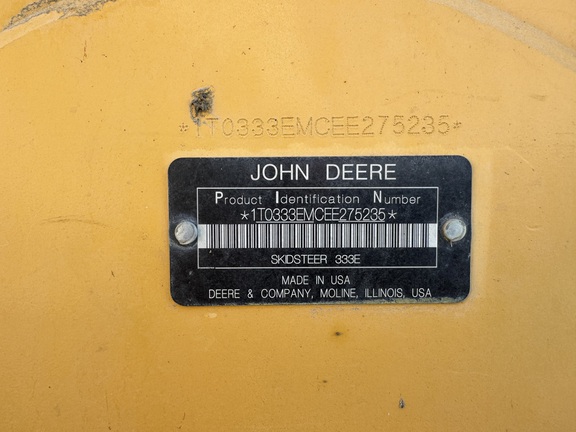 *1T0333EMCEE275235*
JOHN DEERE
Product Identification Number
*1T0333EMCEE275235*
SKIDSTEER 333E
MADE IN USA
DEERE & COMPANY, MOLINE, ILLINOIS, USA